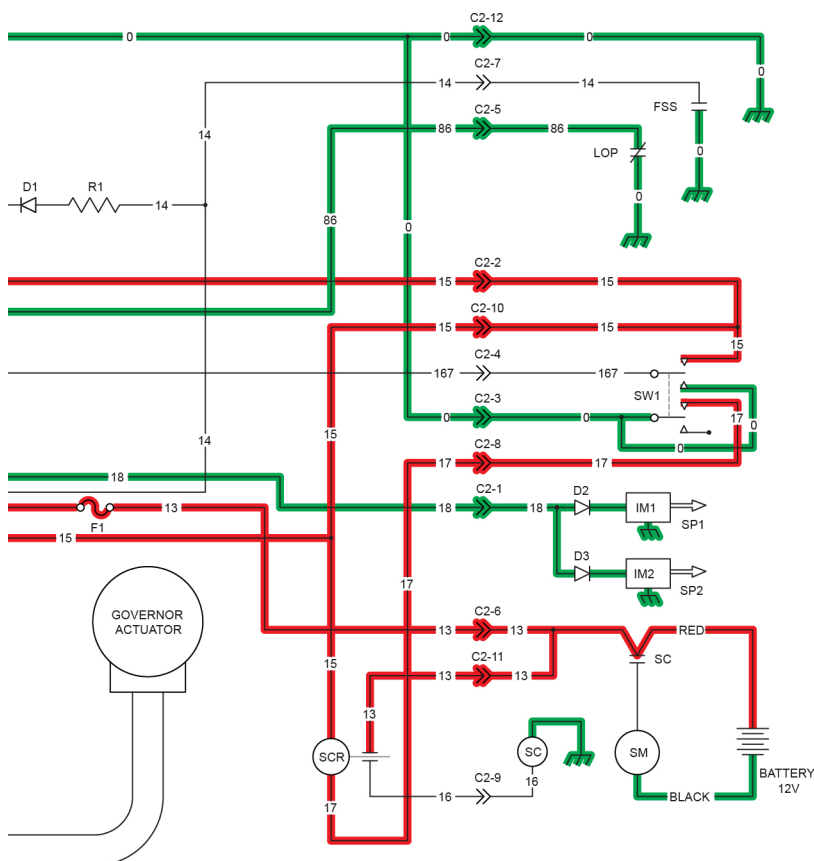 C2-12
0 0 0
C2-7
14 14
FSS
0
C2-5
86 86
LOP
14
0
D1 R1
14
0
86
0
C2-2
15 15
C2-10
15 15
15
C2-4
167 167
SW1
C2-3
0 0
17
0
15
14
0
C2-8
17 17
18
C2-1
18 18
D2
IM1
SP1
13
F1
15
D3
IM2
SP2
17
GOVERNOR
ACTUATOR
C2-6
13 13
RED
C2-11
SC
15
13 13
13
SCR
SC
SM
BATTERY
12V
C2-9
16
16
BLACK
17